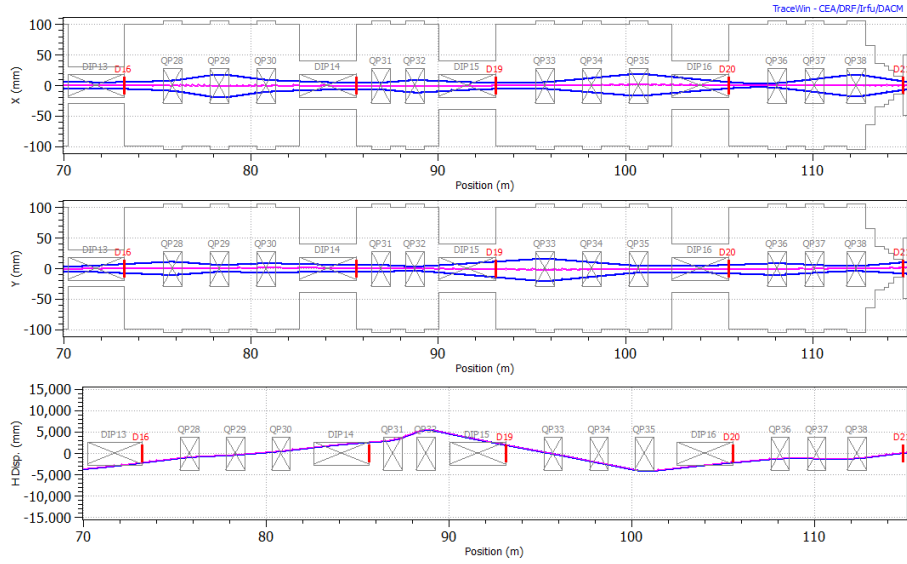 TraceWin - CEA/DRF/Irfu/DACM
100
50
0
-50
-100
X (mm)
DIP13
D16
QP28
QP29
QP30
DIP14
QP31
QP32
DIP15
D19
QP33
QP34
QP35
DIP16
D20
QP36
QP37
QP38
D21
70
80
90
100
110
Position (m)
100
50
0
-50
-100
Y (mm)
DIP13
D16
QP28
QP29
QP30
DIP14
QP31
QP32
DIP15
D19
QP33
QP34
QP35
DIP16
D20
QP36
QP37
QP38
70
80
90
100
110
Position (m)
15,000
10,000
5,000
0
-5,000
-10,000
-15,000
H Disp. (mm)
DIP13
D16
QP28
QP29
QP30
DIP14
QP31
DIP15
D19
QP33
QP34
QP35
DIP16
D20
QP36
QP37
QP38
70
80
90
100
110
Position (m)